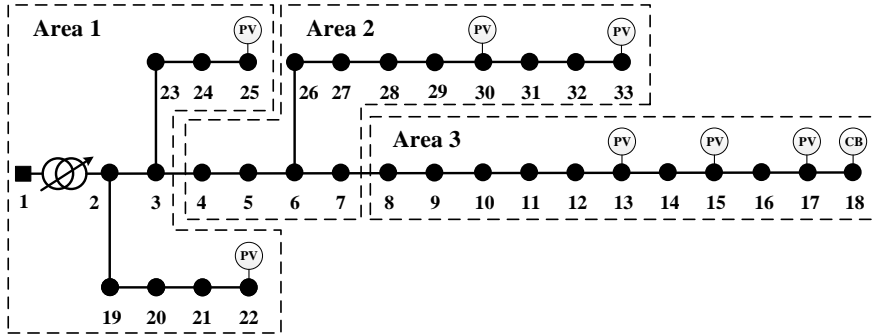 Area 1 PV Area 2 PV PV
23 24 25 26 27 28 29 30 31 32 33
Area 3 PV PV PV CB
1 2 3 4 5 6 7 8 9 10 11 12 13 14 15 16 17 18
PV
19 20 21 22